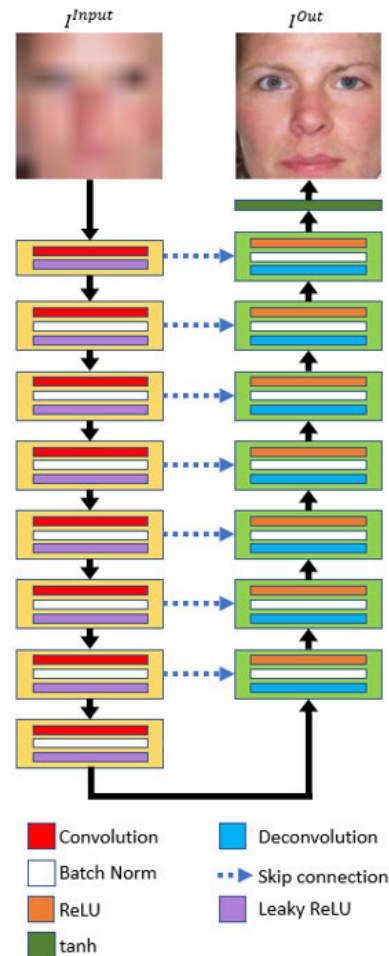 I^Input
I^Out
Convolution
Deconvolution
Batch Norm
Skip connection
ReLU
Leaky ReLU
tanh